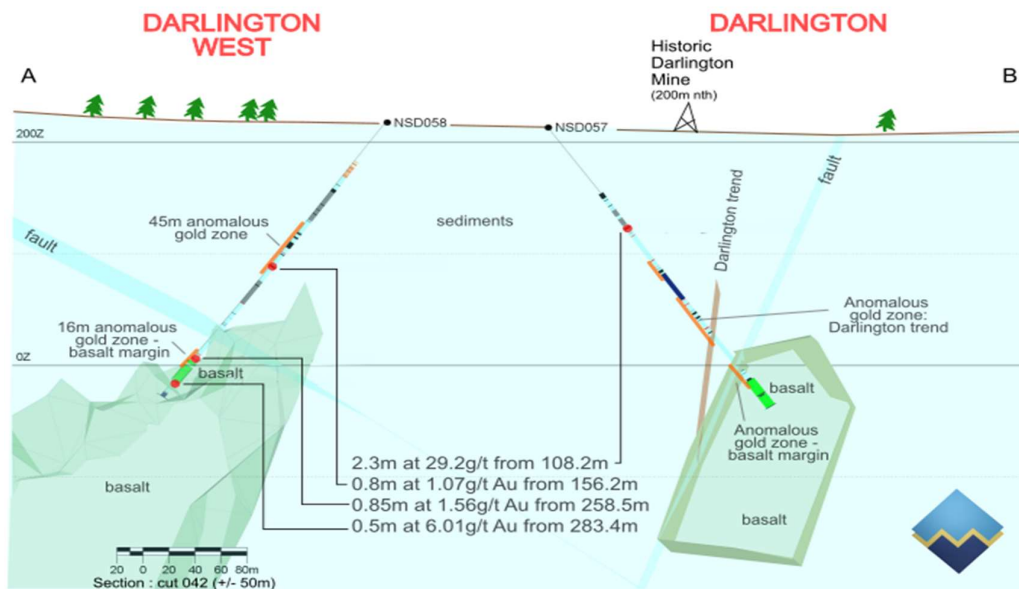 DARLINGTON
WEST
DARLINGTON
A
Historic
Darlington
Mine
(200m nth)
B
NSD058
NSD057
200Z
fault
45m anomalous
gold zone
sediments
Darlington trend
fault
16m anomalous
gold zone -
basalt margin
Anomalous
gold zone:
Darlington trend
0Z
basalt
basalt
Anomalous
gold zone -
basalt margin
2.3m at 29.2g/t from 108.2m
0.8m at 1.07g/t Au from 156.2m
0.85m at 1.56g/t Au from 258.5m
0.5m at 6.01g/t Au from 283.4m
basalt
basalt
20 0 20 40 60 80m
Section : cut 042 (+/- 50m)